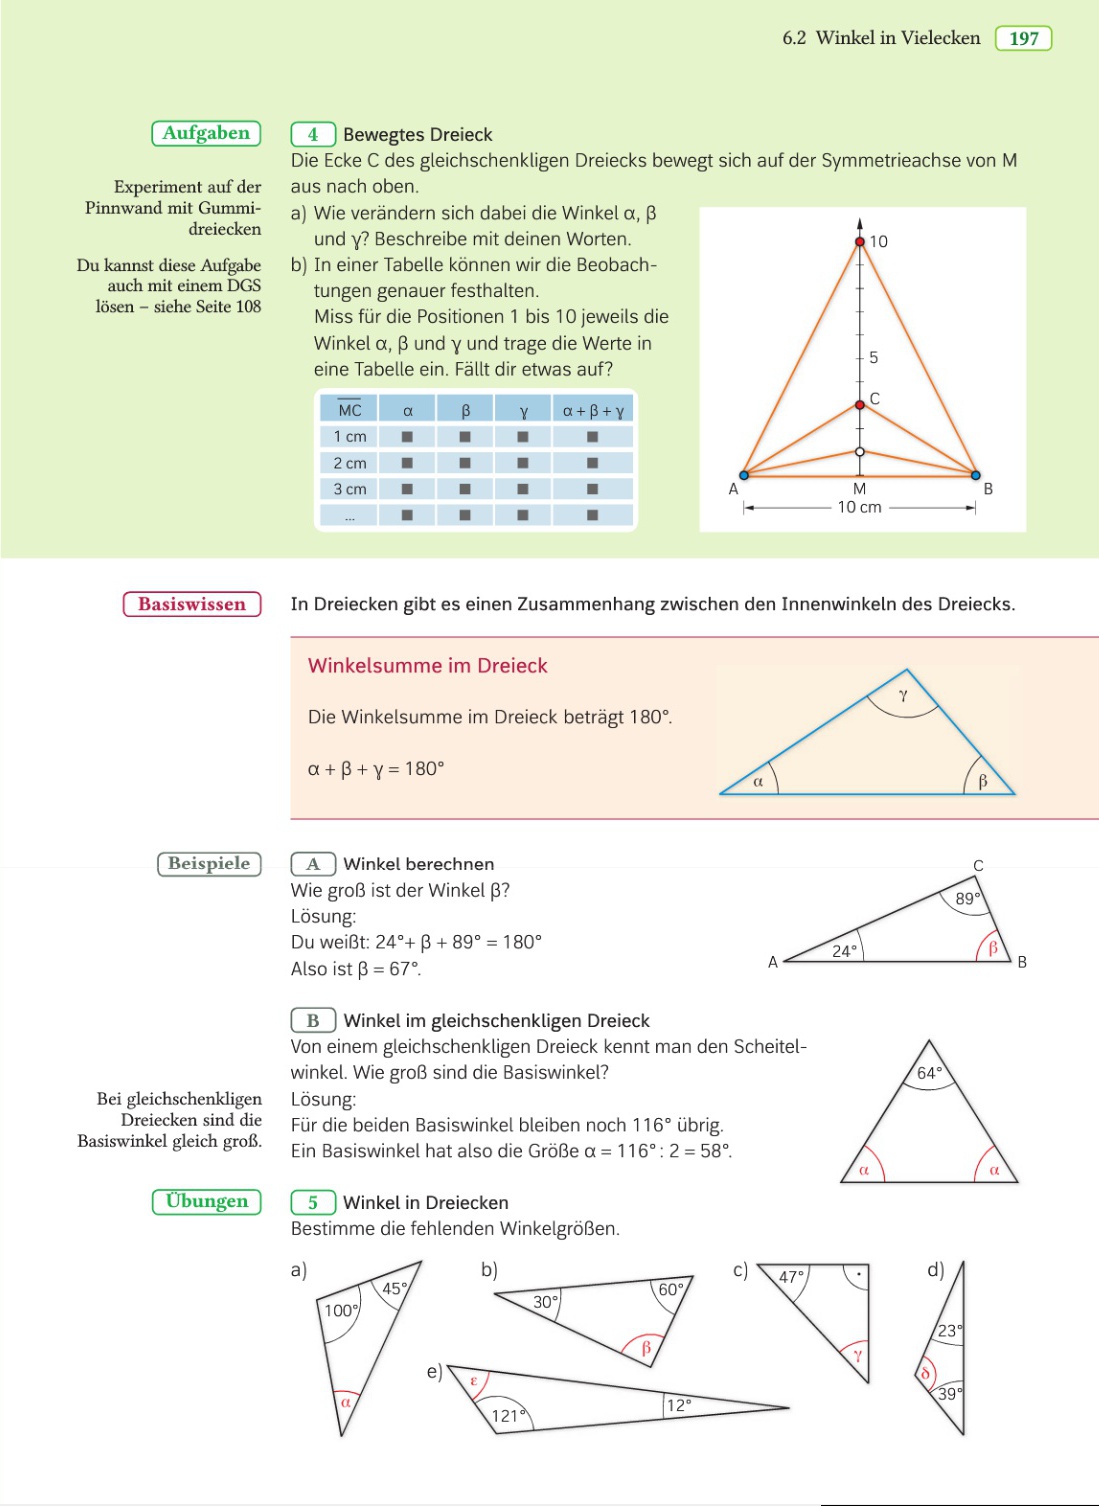 6.2 Winkel in Vielecken 197
Aufgaben
Experiment auf der
Pinnwand mit Gummi-
dreiecken
Du kannst diese Aufgabe
auch mit einem DGS
lösen – siehe Seite 108
4 Bewegtes Dreieck
Die Ecke C des gleichschenkligen Dreiecks bewegt sich auf der Symmetrieachse von M
aus nach oben.
a) Wie verändern sich dabei die Winkel α, β
und γ? Beschreibe mit deinen Worten.
b) In einer Tabelle können wir die Beobach-
tungen genauer festhalten.
Miss für die Positionen 1 bis 10 jeweils die
Winkel α, β und γ und trage die Werte in
eine Tabelle ein. Fällt dir etwas auf?
MC α β γ α + β + γ
1 cm ■ ■ ■ ■
2 cm ■ ■ ■ ■
3 cm ■ ■ ■ ■
... ■ ■ ■ ■
10
5
C
A M B
10 cm
Basiswissen
In Dreiecken gibt es einen Zusammenhang zwischen den Innenwinkeln des Dreiecks.
Winkelsumme im Dreieck
Die Winkelsumme im Dreieck beträgt 180°.
α + β + γ = 180°
γ
α β
Beispiele
A Winkel berechnen
Wie groß ist der Winkel β?
Lösung:
Du weißt: 24°+ β + 89° = 180°
Also ist β = 67°.
C
89°
A 24° β B
B Winkel im gleichschenkligen Dreieck
Von einem gleichschenkligen Dreieck kennt man den Scheitel-
winkel. Wie groß sind die Basiswinkel?
Lösung:
Für die beiden Basiswinkel bleiben noch 116° übrig.
Ein Basiswinkel hat also die Größe α = 116° : 2 = 58°.
Bei gleichschenkligen
Dreiecken sind die
Basiswinkel gleich groß.
64°
α α
Übungen
5 Winkel in Dreiecken
Bestimme die fehlenden Winkelgrößen.
a)
45°
100°
α
b)
30° 60°
β
c)
47°
γ
d)
23°
δ
39°
e)
ε
121° 12°